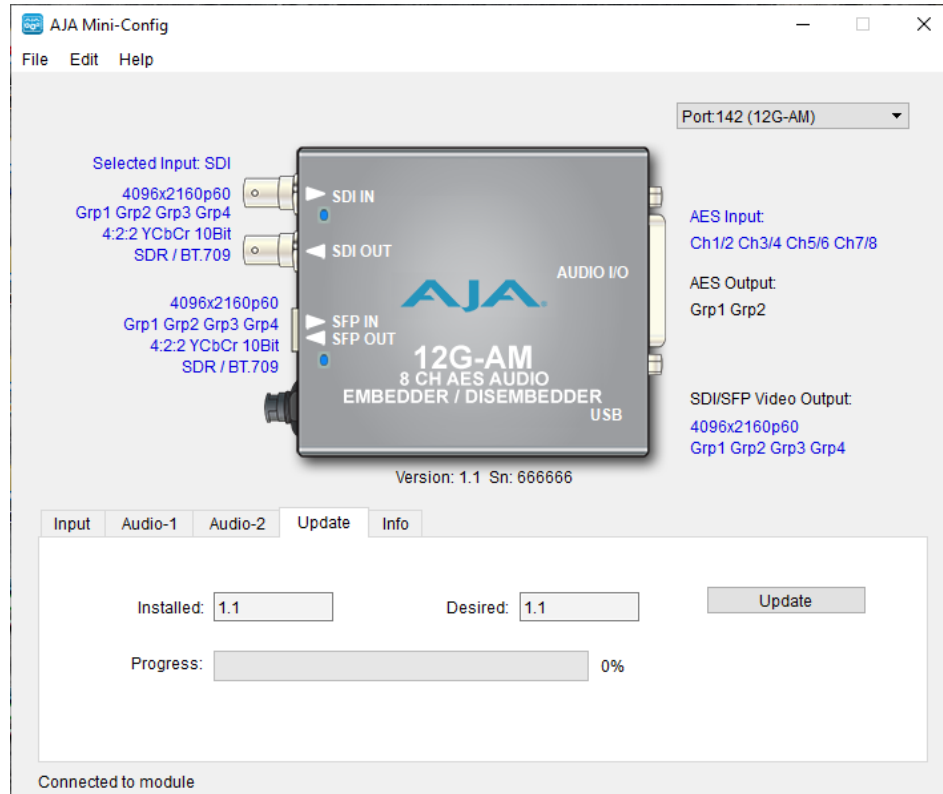 AJA Mini-Config
File Edit Help
Port:142 (12G-AM)
Selected Input: SDI
4096x2160p60
Grp1 Grp2 Grp3 Grp4
4:2:2 YCbCr 10Bit
SDR / BT.709
4096x2160p60
Grp1 Grp2 Grp3 Grp4
4:2:2 YCbCr 10Bit
SDR / BT.709
SDI IN
SDI OUT
AUDIO I/O
AJA
SFP IN
SFP OUT
12G-AM
8 CH AES AUDIO
EMBEDDER / DISEMBEDDER
USB
AES Input:
Ch1/2 Ch3/4 Ch5/6 Ch7/8
AES Output:
Grp1 Grp2
SDI/SFP Video Output:
4096x2160p60
Grp1 Grp2 Grp3 Grp4
Version: 1.1 Sn: 666666
Input Audio-1 Audio-2 Update Info
Installed: 1.1 Desired: 1.1 Update
Progress: 0%
Connected to module